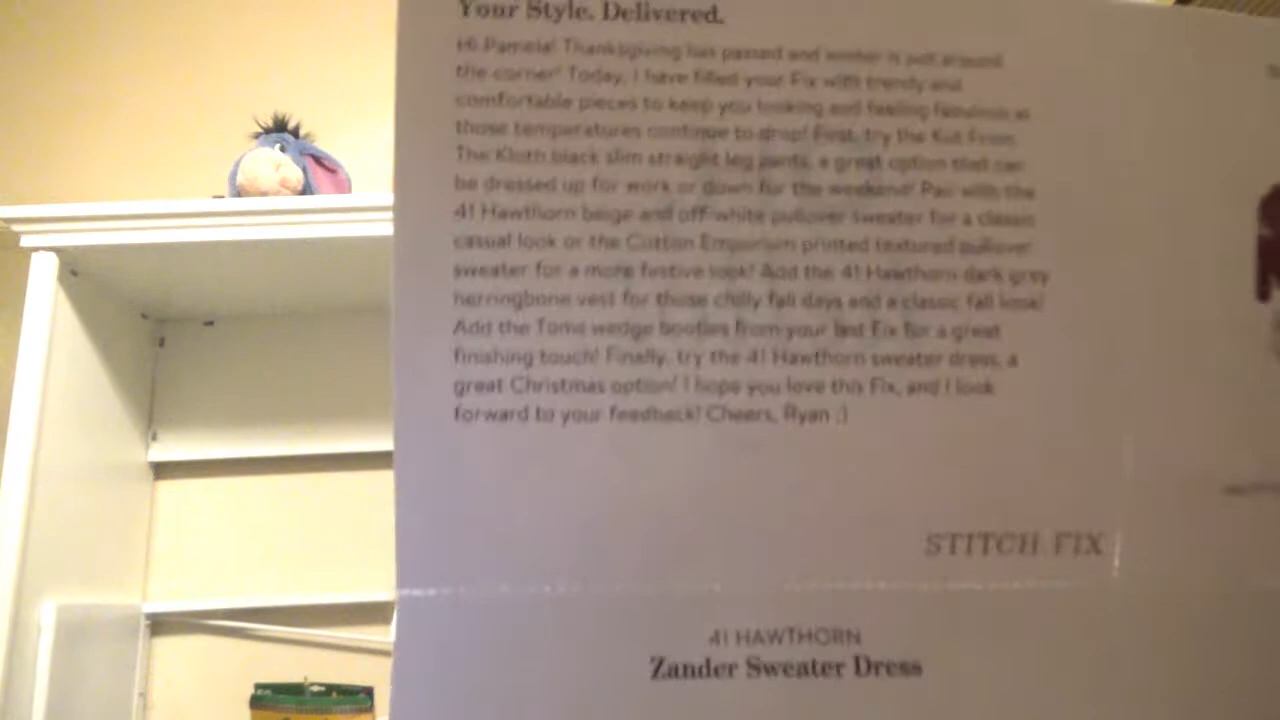 Your Style. Delivered.
Hi Pamela! Thanksgiving has passed and winter is just around
the corner! Today, I have filled your Fix with trendy and
comfortable pieces to keep you looking and feeling fabulous as
those temperatures continue to drop! First, try the Kut From
The Kloth black slim straight leg pants, a great option that can
be dressed up for work or down for the weekend! Pair with the
41 Hawthorn beige and off-white pullover sweater for a classic
casual look or the Cotton Emporium printed textured pullover
sweater for a more festive look! Add the 41 Hawthorn dark grey
herringbone vest for those chilly fall days and a classic fall look!
Add the Toms wedge booties from your last Fix for a great
finishing touch! Finally, try the 41 Hawthorn sweater dress, a
great Christmas option! I hope you love this Fix, and I look
forward to your feedback! Cheers, Ryan :)
STITCH FIX
41 HAWTHORN
Zander Sweater Dress